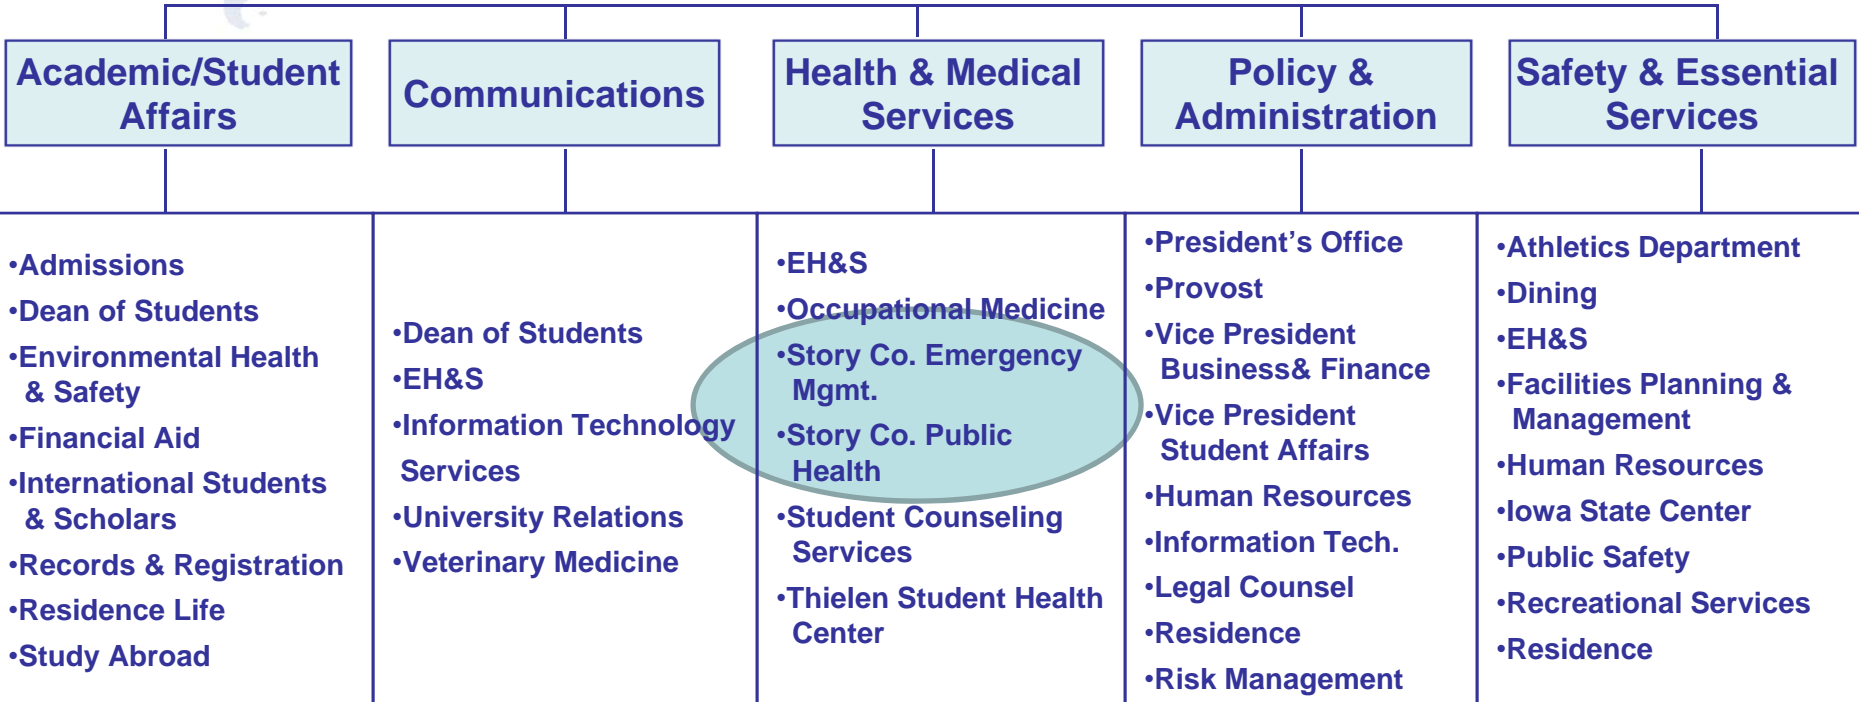 Academic/Student
Affairs
Communications
Health & Medical
Services
Policy &
Administration
Safety & Essential
Services
•Admissions
•Dean of Students
•Environmental Health
& Safety
•Financial Aid
•International Students
& Scholars
•Records & Registration
•Residence Life
•Study Abroad
•Dean of Students
•EH&S
•Information Technology
Services
•University Relations
•Veterinary Medicine
•EH&S
•Occupational Medicine
•Story Co. Emergency
Mgmt.
•Story Co. Public
Health
•Student Counseling
Services
•Thielen Student Health
Center
•President’s Office
•Provost
•Vice President
Business& Finance
•Vice President
Student Affairs
•Human Resources
•Information Tech.
•Legal Counsel
•Residence
•Risk Management
•Athletics Department
•Dining
•EH&S
•Facilities Planning &
Management
•Human Resources
•Iowa State Center
•Public Safety
•Recreational Services
•Residence